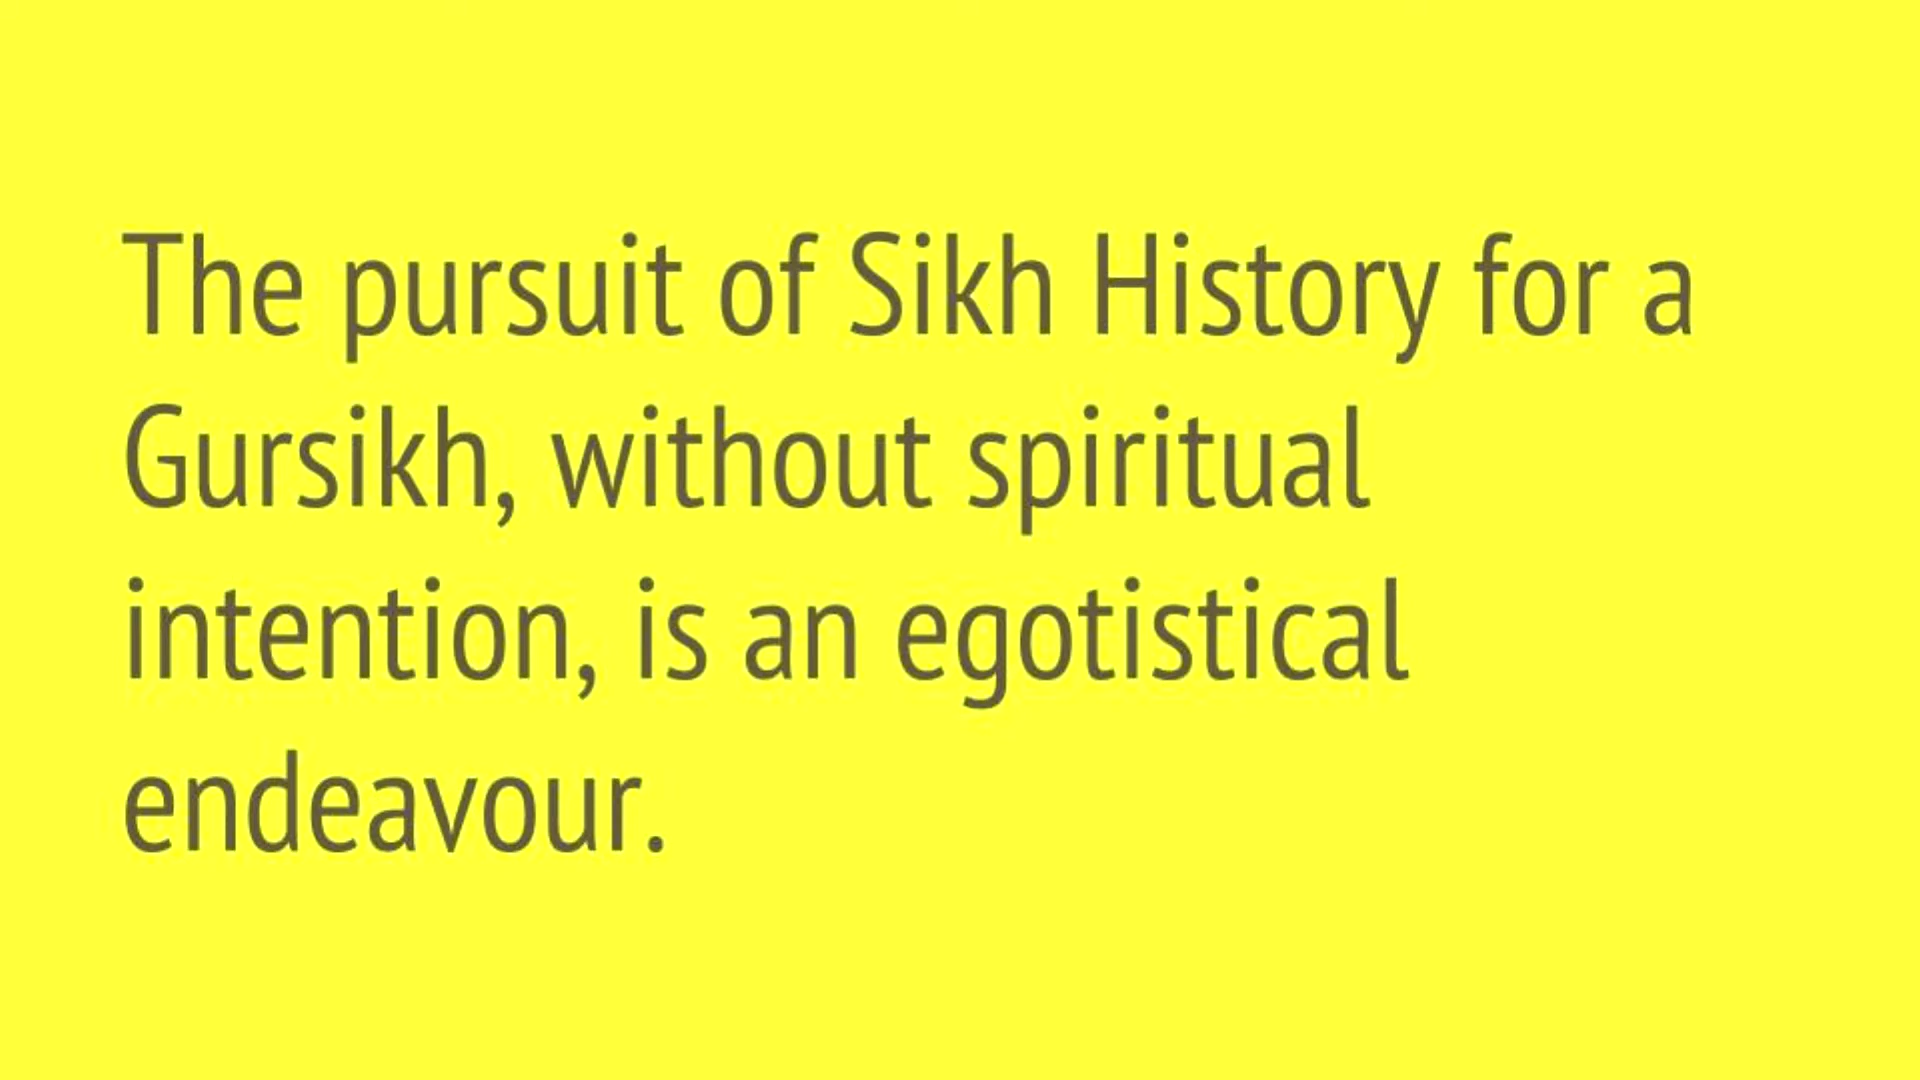 The pursuit of Sikh History for a
Gursikh, without spiritual
intention, is an egotistical
endeavour.